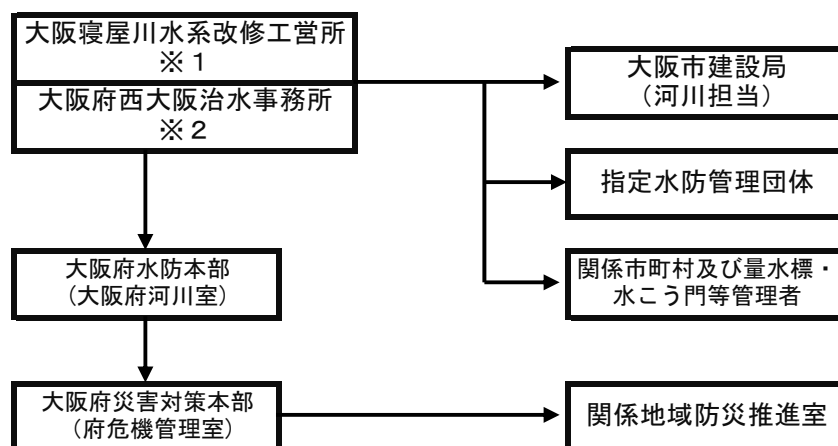 大阪寝屋川水系改修工営所
※１
大阪府西大阪治水事務所
※２
大阪市建設局
（河川担当）
指定水防管理団体
大阪府水防本部
（大阪府河川室）
関係市町村及び量水標・
水こう門等管理者
大阪府災害対策本部
（府危機管理室）
関係地域防災推進室